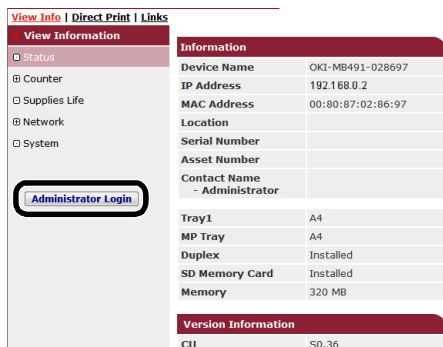 View Info | Direct Print | Links
View Information
Status
Counter
Supplies Life
Network
System
Administrator Login
Information
Device Name OKI-MB491-028697
IP Address 192.168.0.2
MAC Address 00:80:87:02:86:97
Location
Serial Number
Asset Number
Contact Name
- Administrator
Tray1 A4
MP Tray A4
Duplex Installed
SD Memory Card Installed
Memory 320 MB
Version Information
CU S0.36